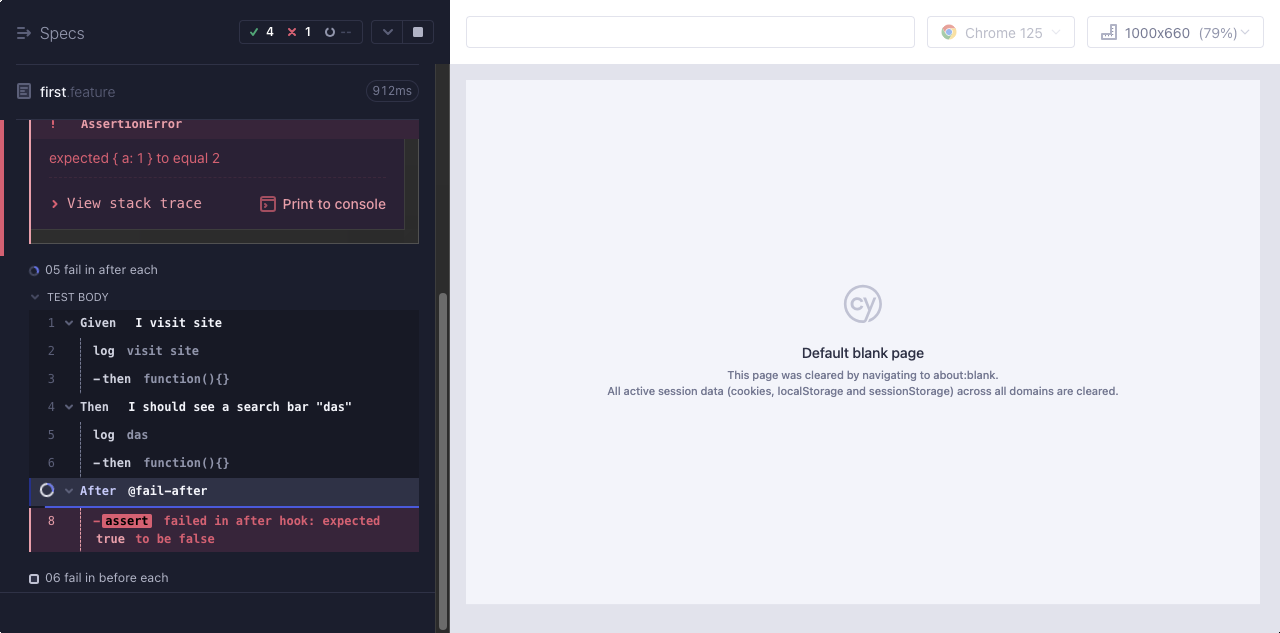 Specs
4 1 --
Chrome 125
1000x660 (79%)
first.feature
912ms
! AssertionError
expected { a: 1 } to equal 2
View stack trace
Print to console
05 fail in after each
TEST BODY
1 Given I visit site
2 log visit site
3 -then function(){}
4 Then I should see a search bar "das"
5 log das
6 -then function(){}
After @fail-after
8 -assert failed in after hook: expected
true to be false
06 fail in before each
cy
Default blank page
This page was cleared by navigating to about:blank.
All active session data (cookies, localStorage and sessionStorage) across all domains are cleared.